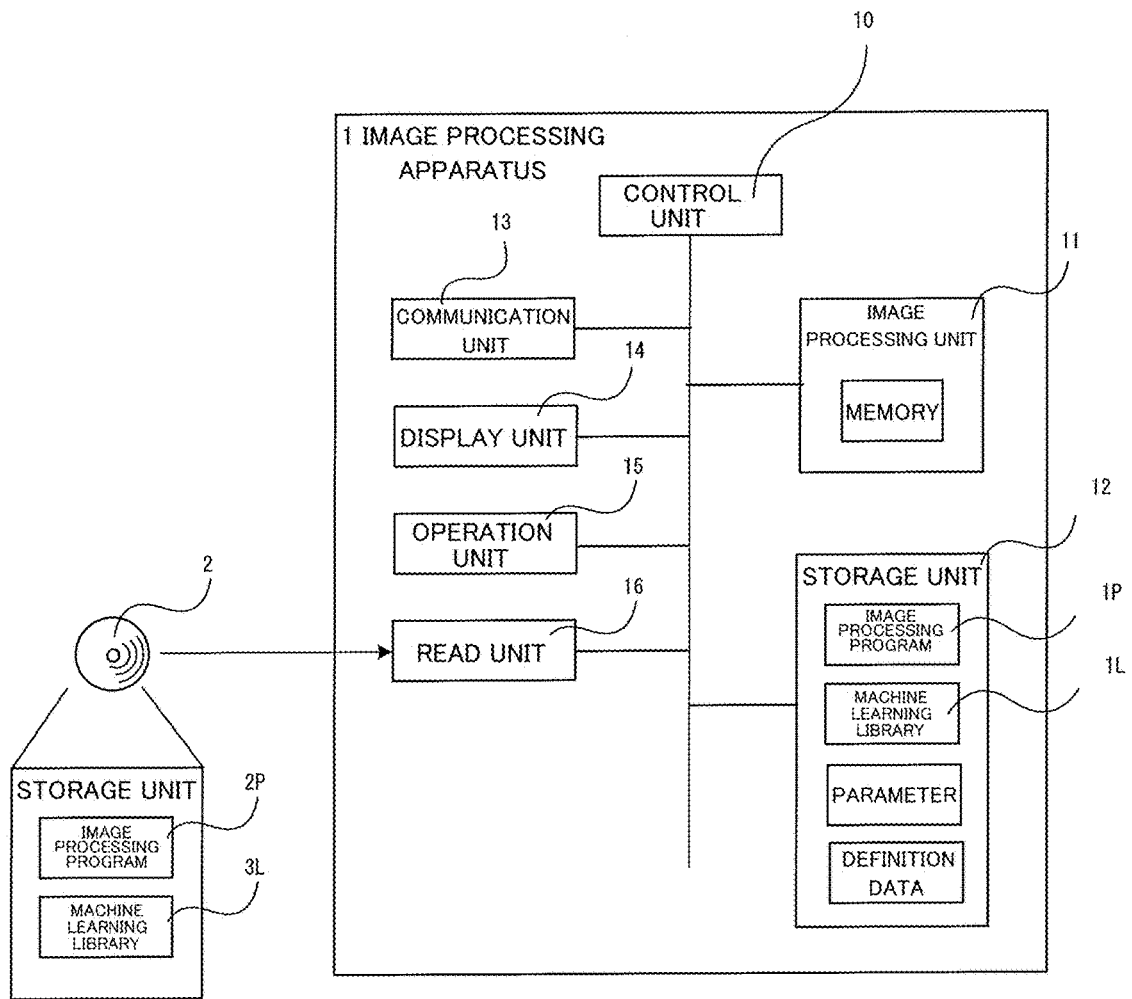 10
1 IMAGE PROCESSING
APPARATUS
CONTROL
UNIT
13
11
COMMUNICATION
UNIT
IMAGE
PROCESSING UNIT
14
MEMORY
DISPLAY UNIT
15
12
OPERATION
UNIT
STORAGE UNIT
2
16
1P
IMAGE
PROCESSING
PROGRAM
READ UNIT
1L
MACHINE
LEARNING
LIBRARY
STORAGE UNIT
2P
PARAMETER
IMAGE
PROCESSING
PROGRAM
3L
DEFINITION
DATA
MACHINE
LEARNING
LIBRARY